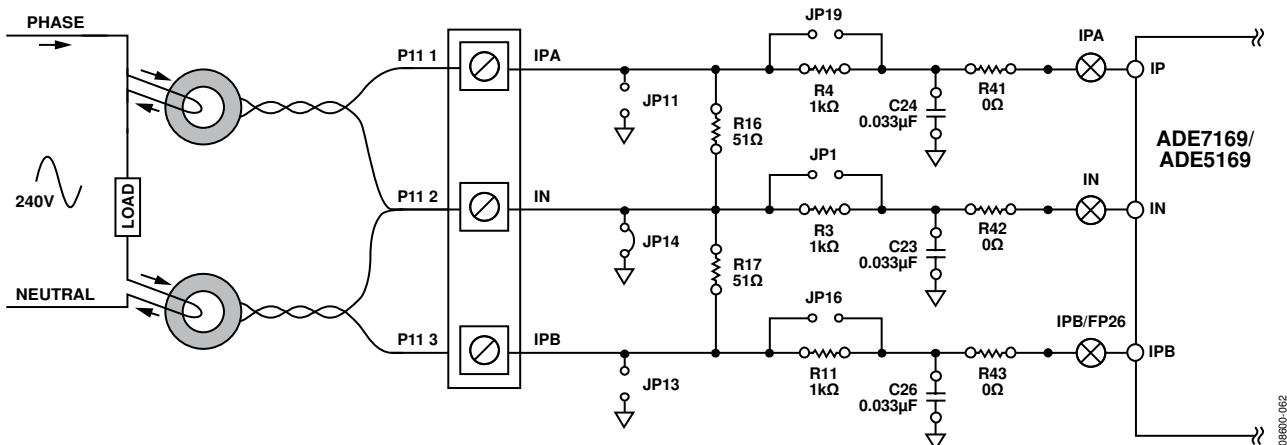 PHASE
240V
LOAD
NEUTRAL
P11 1
P11 2
P11 3
IPA
IN
IPB
JP11
JP14
JP13
R16
51Ω
R17
51Ω
JP19
R4
1kΩ
C24
0.033µF
R41
0Ω
JP1
R3
1kΩ
C23
0.033µF
R42
0Ω
JP16
R11
1kΩ
C26
0.033µF
R43
0Ω
IPA
IP
IN
IN
IPB/FP26
IPB
ADE7169/
ADE5169
08600-062